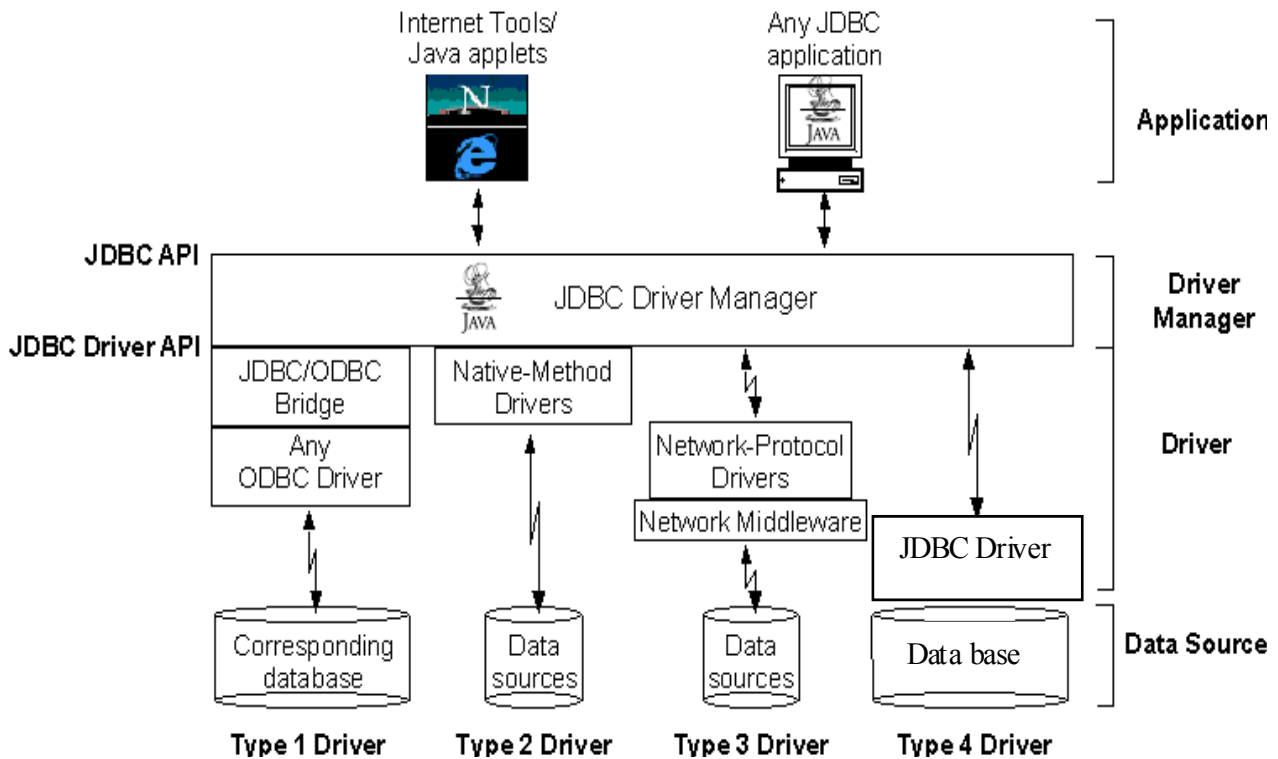 Internet Tools/
Java applets
Any JDBC
application
N
e
JAVA
Application
JDBC API
JAVA
JDBC Driver Manager
Driver
Manager
JDBC Driver API
JDBC/ODBC
Bridge
Any
ODBC Driver
Native-Method
Drivers
Network-Protocol
Drivers
Network Middleware
JDBC Driver
Driver
Corresponding
database
Data
sources
Data
sources
Data base
Data Source
Type 1 Driver
Type 2 Driver
Type 3 Driver
Type 4 Driver